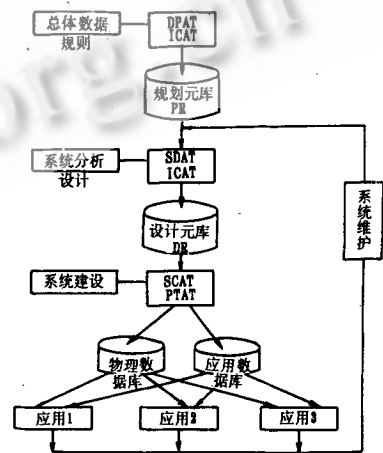 总体数据
规则
DPAT
ICAT
规划元库
PR
系统分析
设计
SDAT
ICAT
系统维护
设计元库
DR
系统建设
SCAT
PTAT
物理数
据库
应用数
据库
应用1
应用2
应用3
org.cn